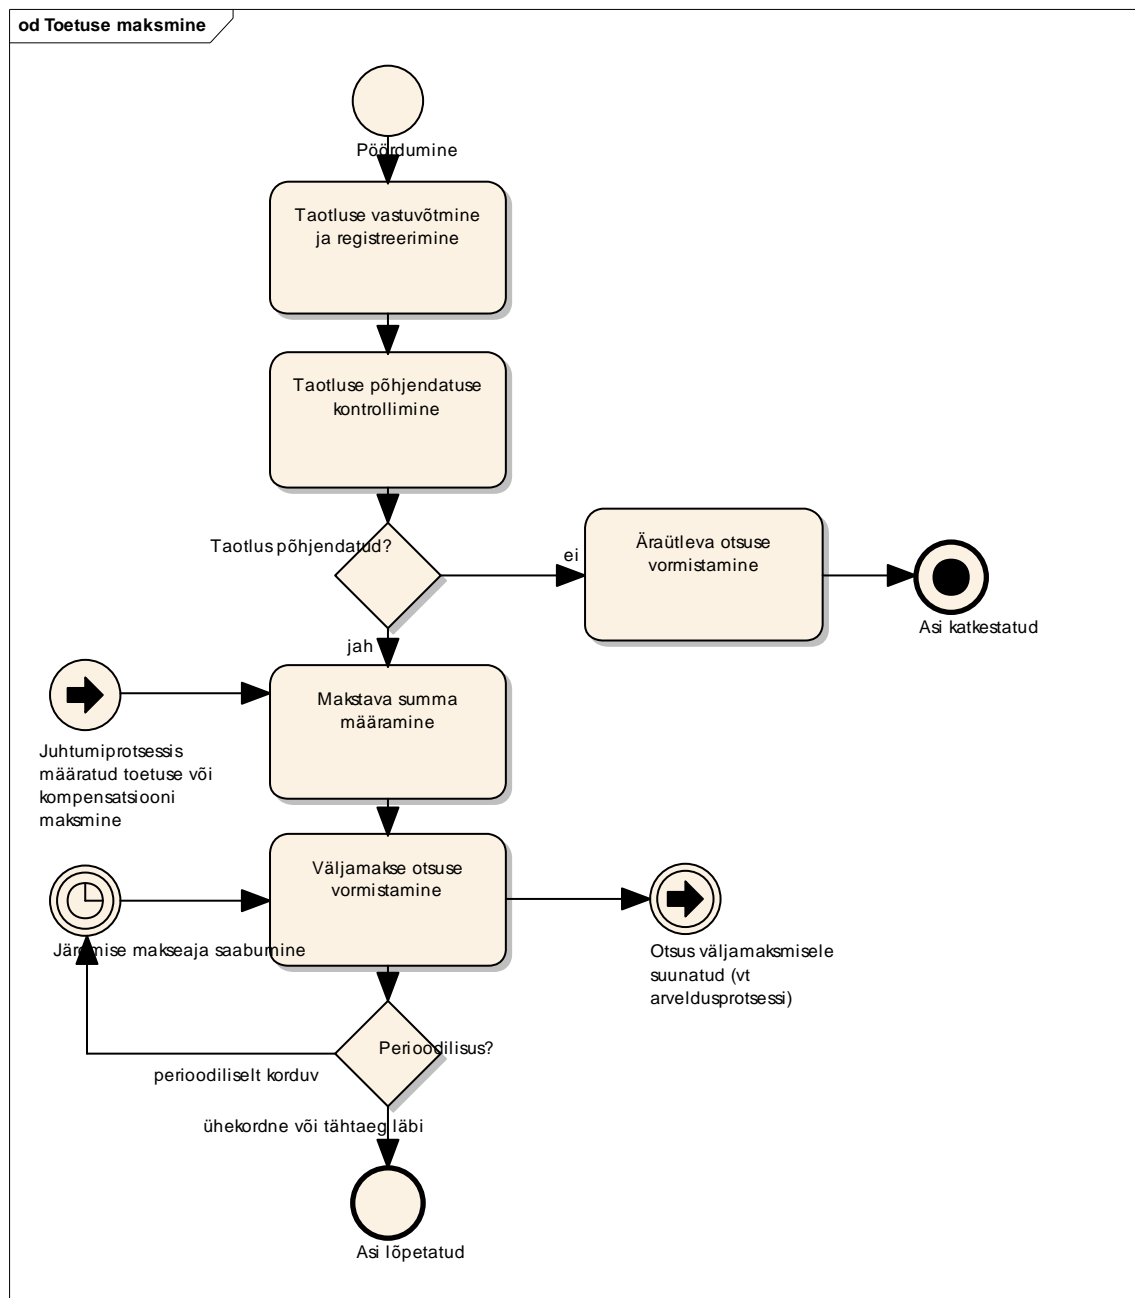 od Toetuse maksmine
Pöördumine
Taotluse vastuvõtmine
ja registreerimine
Taotluse põhjendatuse
kontrollimine
Taotlus põhjendatud?
ei
Äraütleva otsuse
vormistamine
Asi katkestatud
jah
Makstava summa
määramine
Juhtumiprotsessis
määratud toetuse või
kompensatsiooni
maksmine
Väljamakse otsuse
vormistamine
Järgmise makseaja saabumine
Otsus väljamaksmisele
suunatud (vt
arveldusprotsessi)
Perioodilisus?
perioodiliselt korduv
ühekordne või tähtaeg läbi
Asi lõpetatud